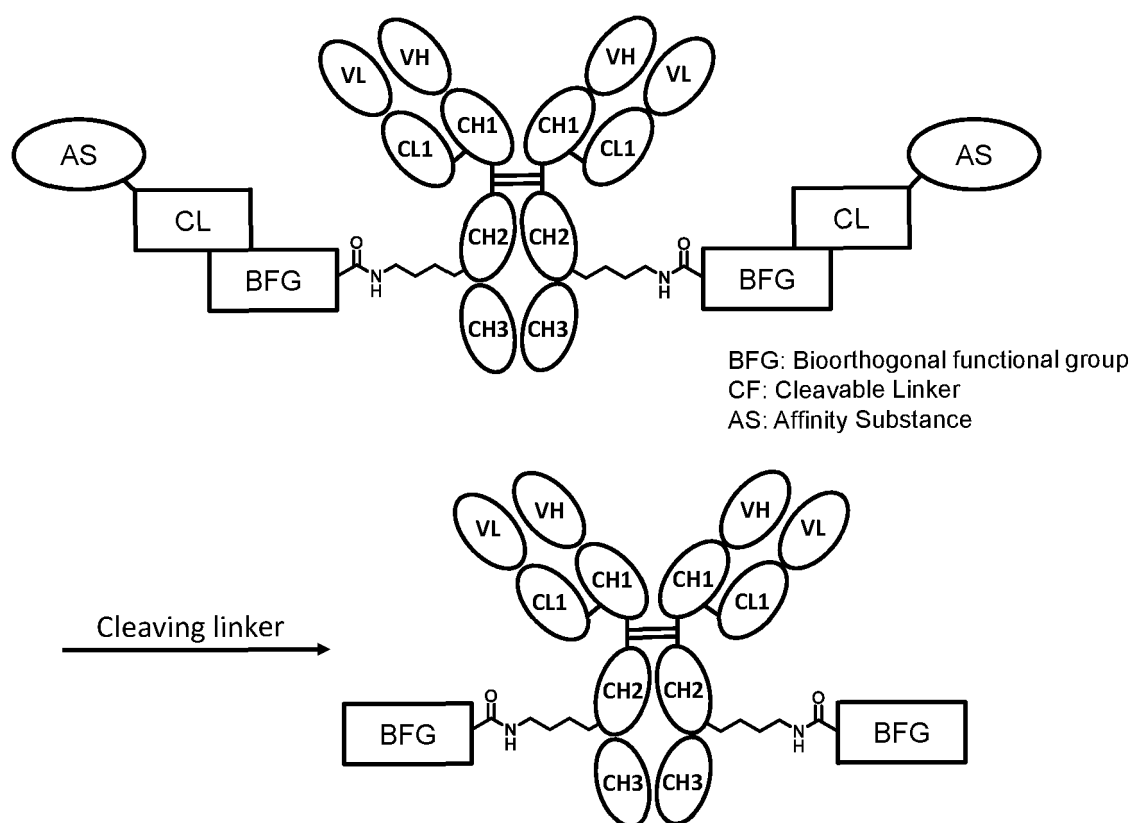 VH VH
VL VL
CH1 CH1
CL1 CL1
AS AS
CL CL
CH2 CH2
BFG O N H O N H BFG
CH3 CH3
BFG: Bioorthogonal functional group
CF: Cleavable Linker
AS: Affinity Substance
VH VH
VL VL
CH1 CH1
CL1 CL1
Cleaving linker
CH2 CH2
BFG O N H O N H BFG
CH3 CH3